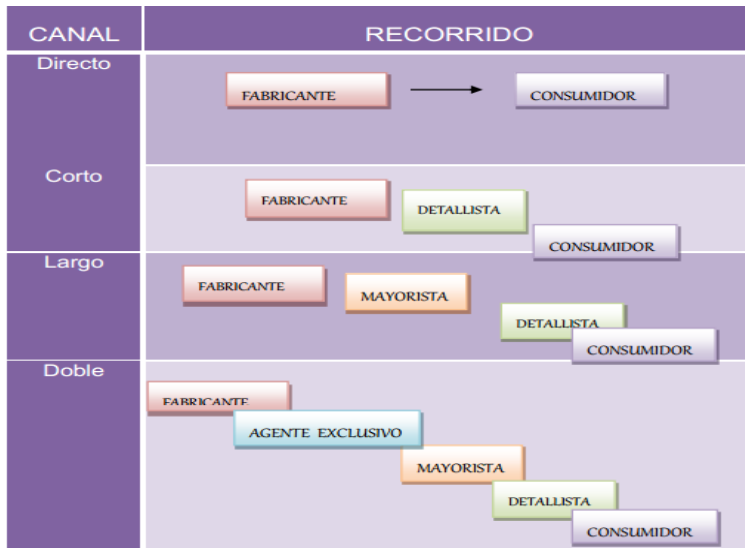 CANAL
RECORRIDO
Directo
FABRICANTE
CONSUMIDOR
Corto
FABRICANTE
DETALLISTA
CONSUMIDOR
Largo
FABRICANTE
MAYORISTA
DETALLISTA
CONSUMIDOR
Doble
FABRICANTE
AGENTE EXCLUSIVO
MAYORISTA
DETALLISTA
CONSUMIDOR